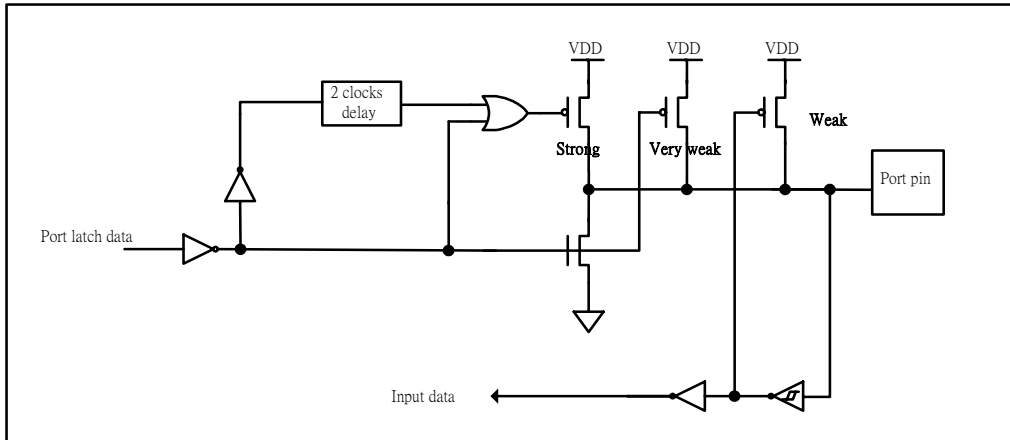 VDD
VDD
VDD
2 clocks
delay
Weak
Strong
Very weak
Port pin
Port latch data
Input data